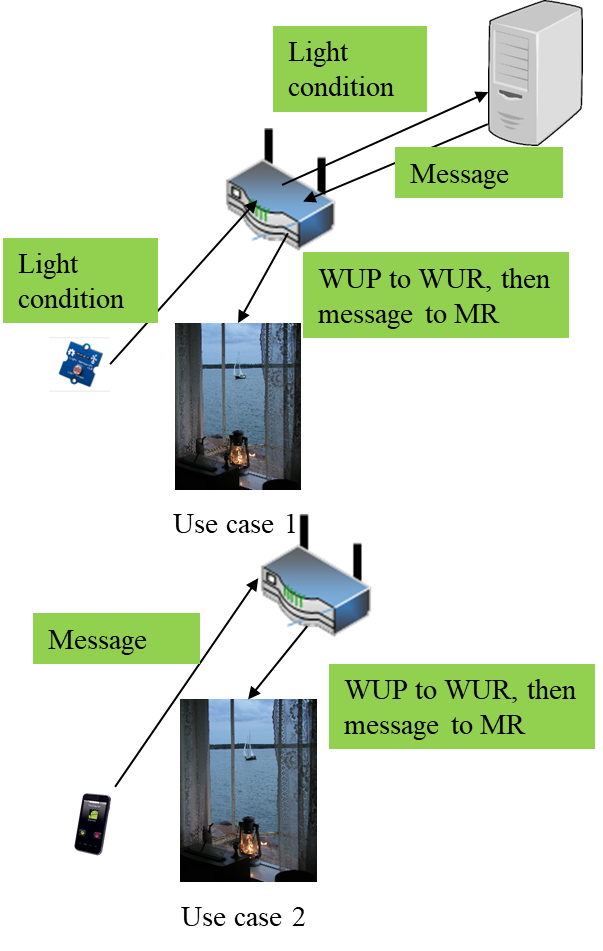 Light
condition
Message
Light
condition
WUP to WUR, then
message to MR
Use case 1
Message
WUP to WUR, then
message to MR
Use case 2